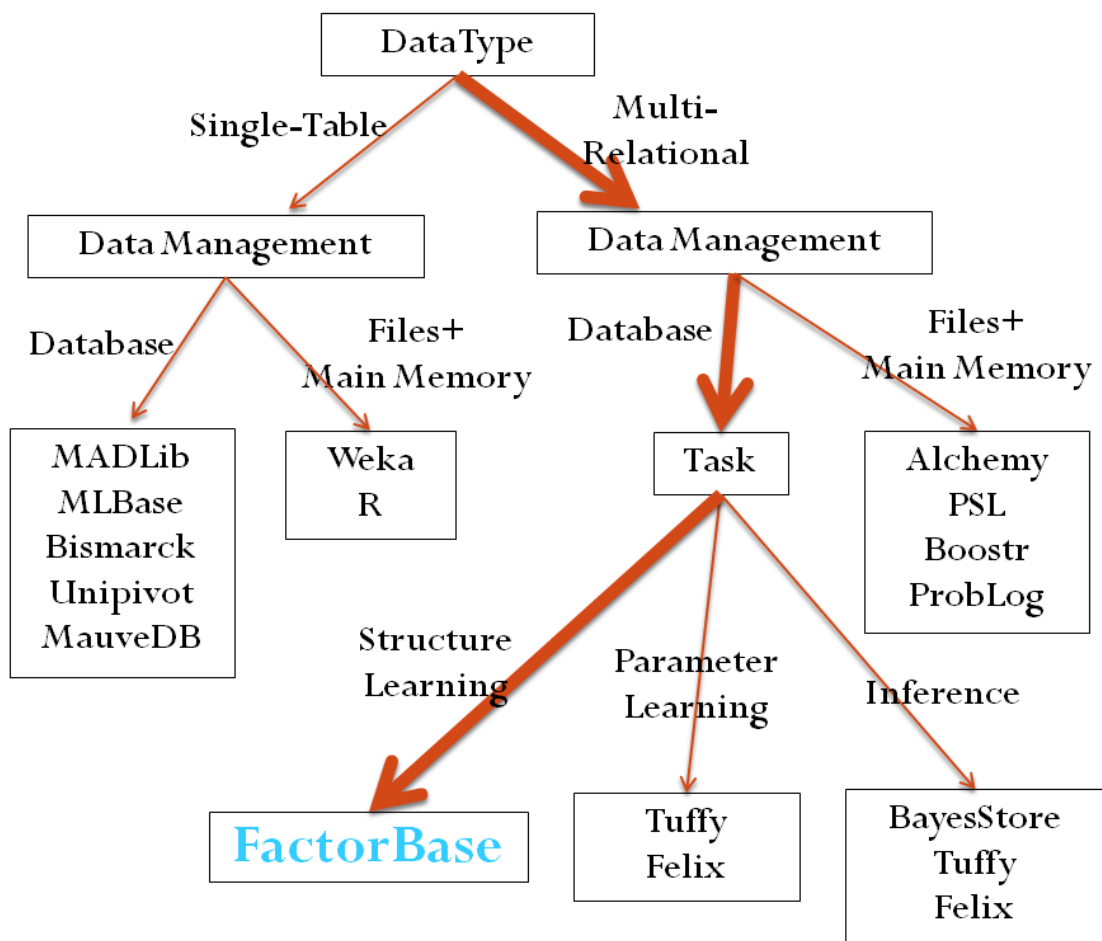 DataType
Single-Table
Multi-
Relational
Data Management
Data Management
Database
Files+
Main Memory
Database
Files+
Main Memory
MADLib
MLBase
Bismarck
Unipivot
MauveDB
Weka
R
Task
Alchemy
PSL
Boostr
ProbLog
Structure
Learning
Parameter
Learning
Inference
FactorBase
Tuffy
Felix
BayesStore
Tuffy
Felix